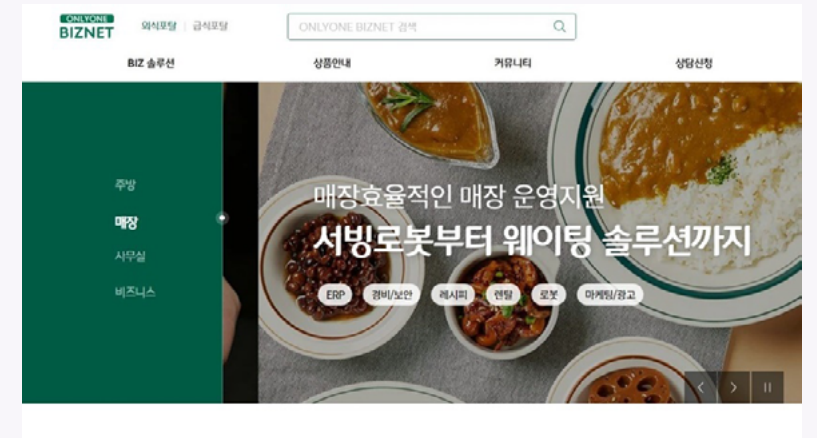 ONLYONE
BIZNET
외식포탈 급식포탈
ONLYONE BIZNET 검색
BIZ 솔루션 상품안내 커뮤니티 상담신청
주방
매장
사무실
비즈니스
매장효율적인 매장 운영지원
서빙로봇부터 웨이팅 솔루션까지
ERP 경비/보안 레시피 렌탈 로봇 마케팅/광고